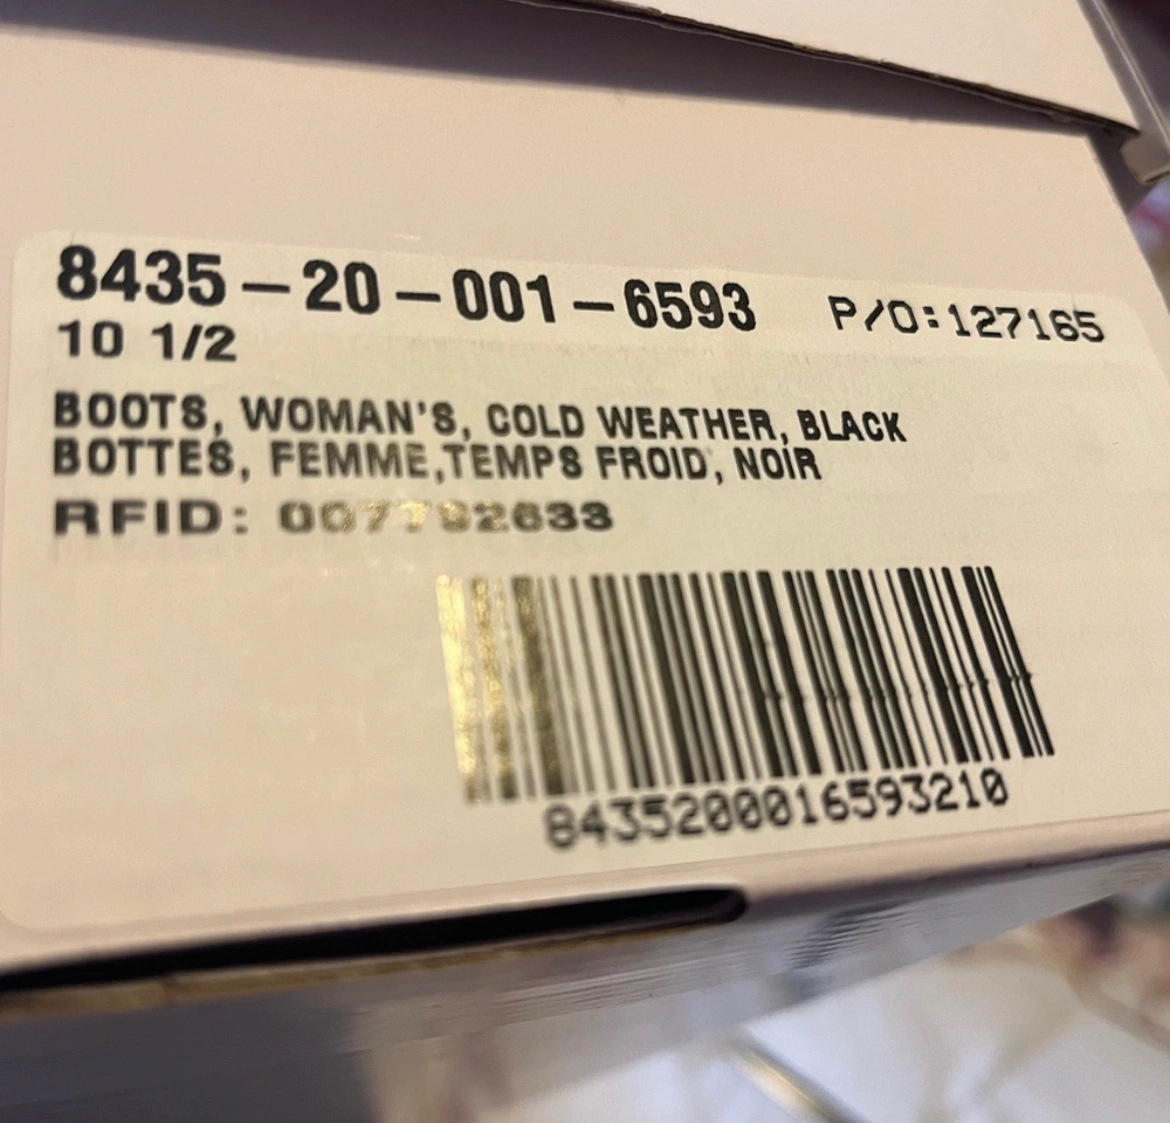 8435-20-001-6593 P/O:127165
10 1/2
BOOTS, WOMAN'S, COLD WEATHER, BLACK
BOTTES, FEMME,TEMPS FROID, NOIR
RFID: 007792633
8435200016593210